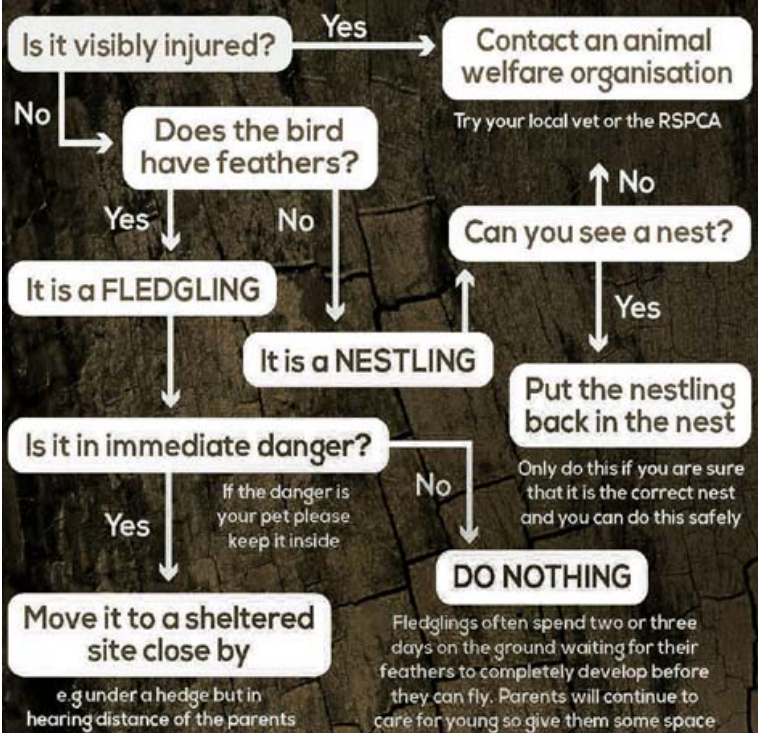 Is it visibly injured?
Yes
Contact an animal
welfare organisation
Try your local vet or the RSPCA
No
Does the bird
have feathers?
Yes
No
It is a FLEDGLING
It is a NESTLING
Can you see a nest?
No
Yes
Put the nestling
back in the nest
Only do this if you are sure
that it is the correct nest
and you can do this safely
Is it in immediate danger?
If the danger is
your pet please
keep it inside
Yes
No
Move it to a sheltered
site close by
e.g under a hedge but in
hearing distance of the parents
DO NOTHING
Fledglings often spend two or three
days on the ground waiting for their
feathers to completely develop before
they can fly. Parents will continue to
care for young so give them some space